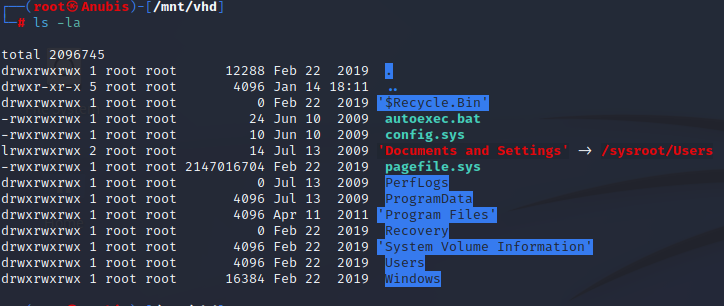 ┌──(root㉿Anubis)-[/mnt/vhd]
└─# ls -la
total 2096745
drwxrwxrwx 1 root root      12288 Feb 22  2019  .
drwxr-xr-x 5 root root       4096 Jan 14 18:11  ..
drwxrwxrwx 1 root root          0 Feb 22  2019 '$Recycle.Bin'
-rwxrwxrwx 1 root root         24 Jun 10  2009  autoexec.bat
-rwxrwxrwx 1 root root         10 Jun 10  2009  config.sys
lrwxrwxrwx 2 root root         14 Jul 13  2009 'Documents and Settings' -> /sysroot/Users
-rwxrwxrwx 1 root root 2147016704 Feb 22  2019  pagefile.sys
drwxrwxrwx 1 root root          0 Jul 13  2009  PerfLogs
drwxrwxrwx 1 root root       4096 Jul 13  2009  ProgramData
drwxrwxrwx 1 root root       4096 Apr 11  2011 'Program Files'
drwxrwxrwx 1 root root          0 Feb 22  2019  Recovery
drwxrwxrwx 1 root root       4096 Feb 22  2019 'System Volume Information'
drwxrwxrwx 1 root root       4096 Feb 22  2019  Users
drwxrwxrwx 1 root root      16384 Feb 22  2019  Windows